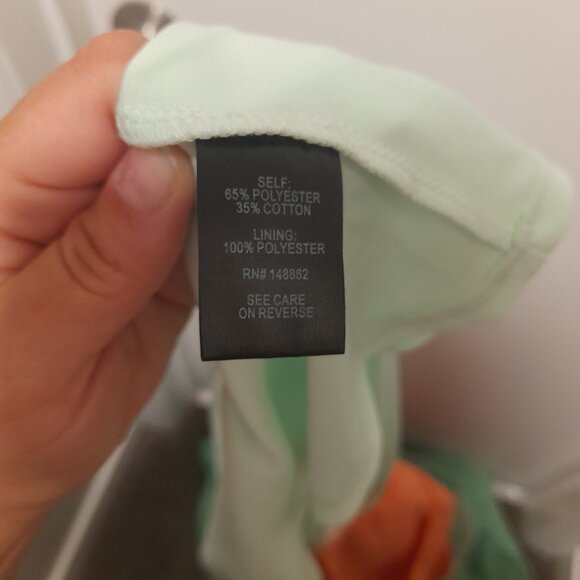 SELF:
65% POLYESTER
35% COTTON
LINING:
100% POLYESTER
RN# 148882
SEE CARE
ON REVERSE